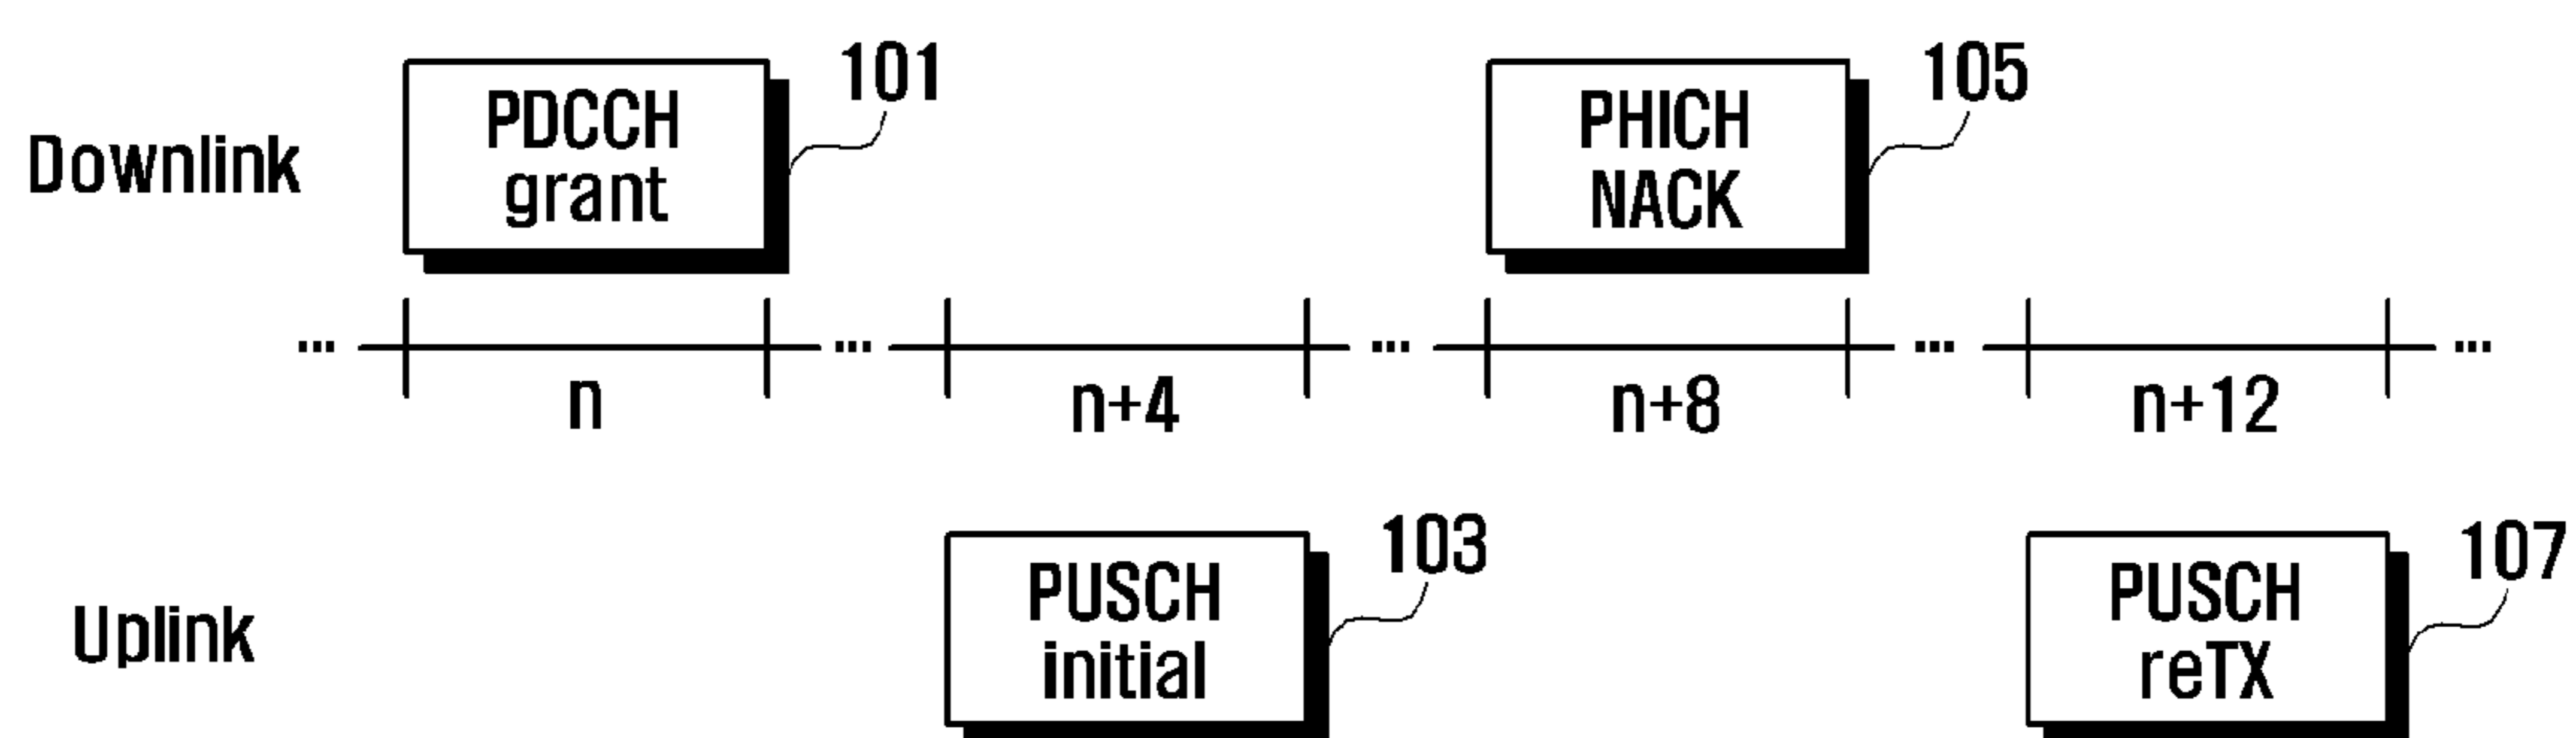 101
105
PDCCH
grant
PHICH
NACK
Downlink
... ... ... ... ...
n n+4 n+8 n+12
103
107
PUSCH
initial
PUSCH
reTX
Uplink